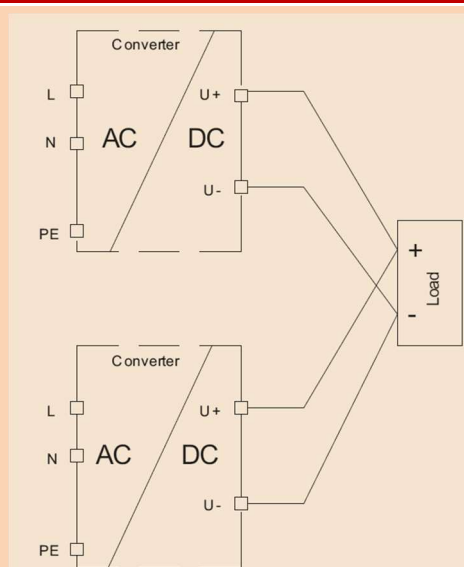 Converter
L
U+
N
AC
DC
U-
PE
+
Load
-
Converter
L
U+
N
AC
DC
U-
PE